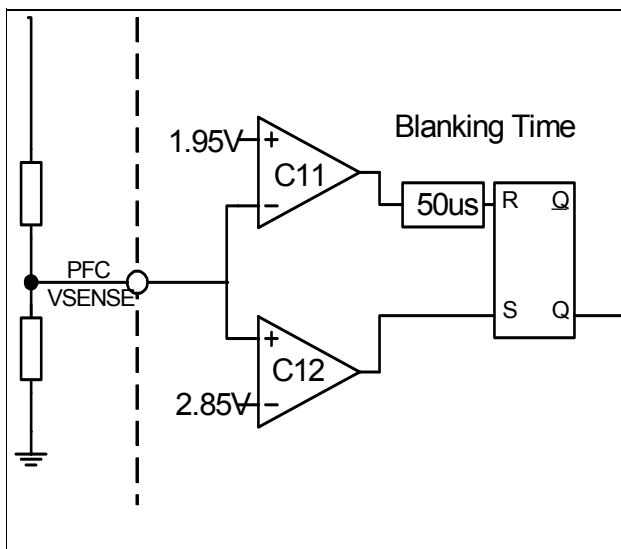 Blanking Time
1.95V
+
C11
−
50us
R
Q
PFC
VSENSE
S
Q
+
C12
2.85V
−